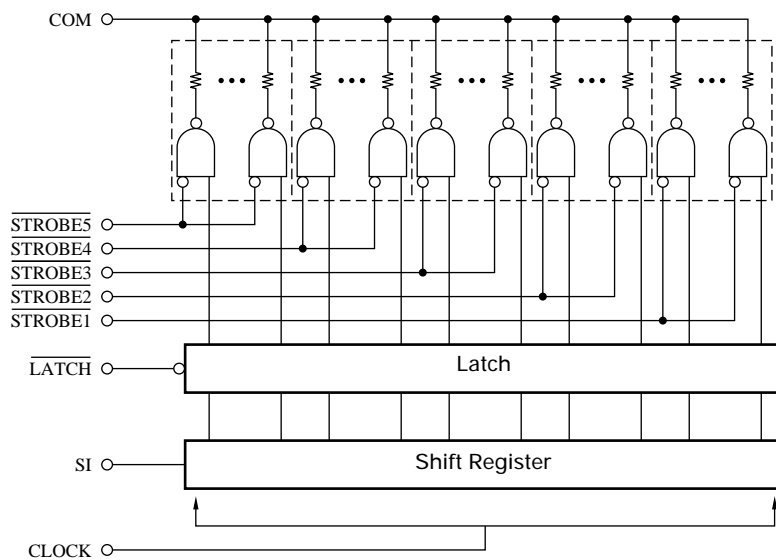 COM
STROBE5
STROBE4
STROBE3
STROBE2
STROBE1
LATCH
Latch
SI
Shift Register
CLOCK